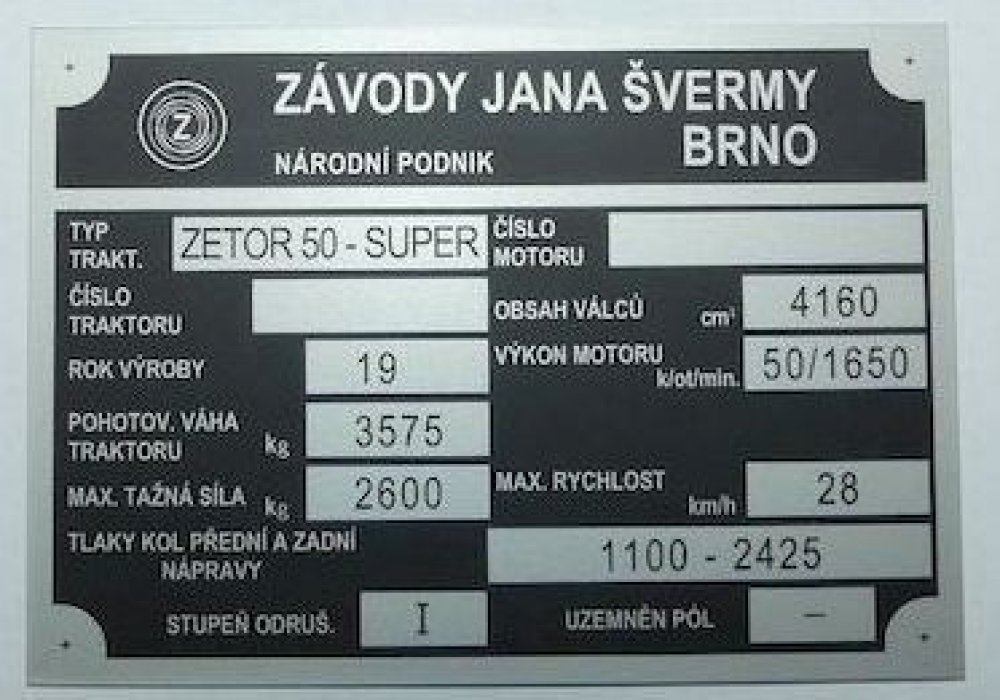 Z
ZÁVODY JANA ŠVERMY
BRNO
NÁRODNÍ PODNIK
TYP
TRAKT.
ZETOR 50 - SUPER
ČÍSLO
MOTORU
ČÍSLO
TRAKTORU
OBSAH VÁLCŮ cm³ 4160
ROK VÝROBY 19
VÝKON MOTORU
k/ot/min. 50/1650
POHOTOV. VÁHA
TRAKTORU kg 3575
MAX. TAŽNÁ SÍLA kg 2600
MAX. RYCHLOST km/h 28
TLAKY KOL PŘEDNÍ A ZADNÍ
NÁPRAVY
1100 - 2425
STUPEŇ ODRUŠ. I
UZEMNĚN PÓL –